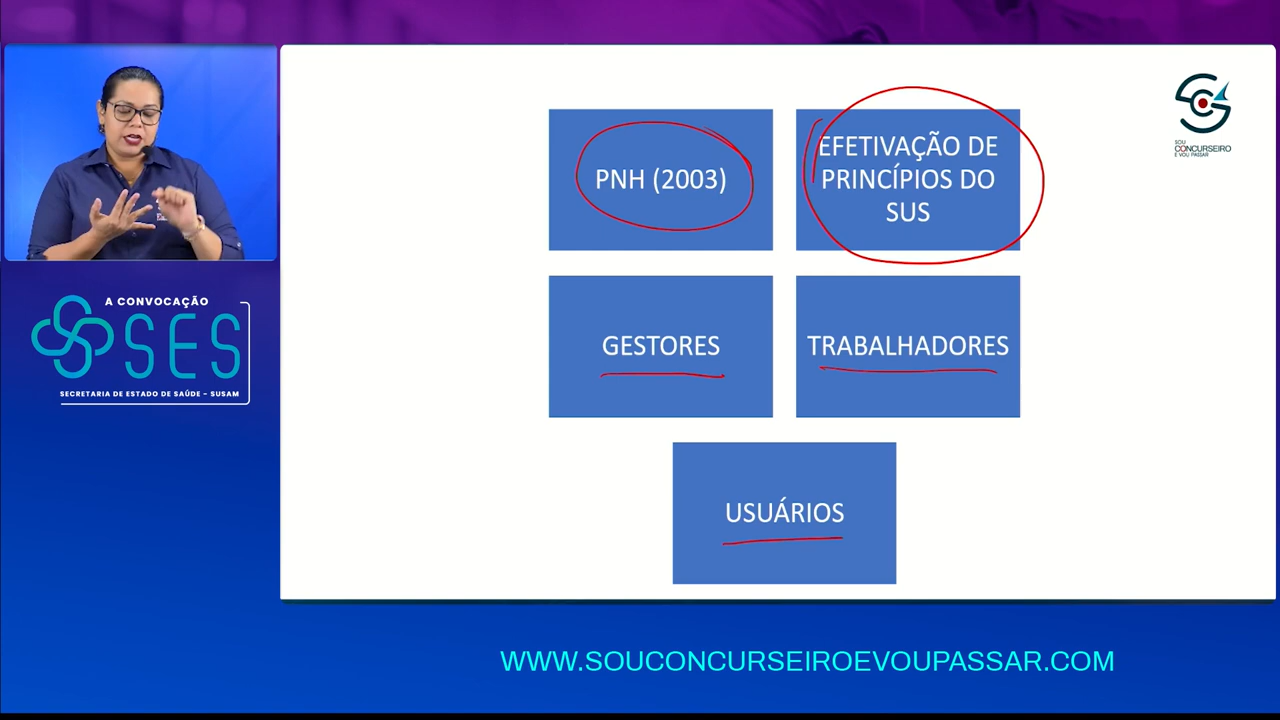 A CONVOCAÇÃO
SES
SECRETARIA DE ESTADO DE SAÚDE - SUSAM
PNH (2003)
EFETIVAÇÃO DE
PRINCÍPIOS DO
SUS
GESTORES
TRABALHADORES
USUÁRIOS
SOU
CONCURSEIRO
E VOU PASSAR
WWW.SOUCONCURSEIROEVOUPASSAR.COM